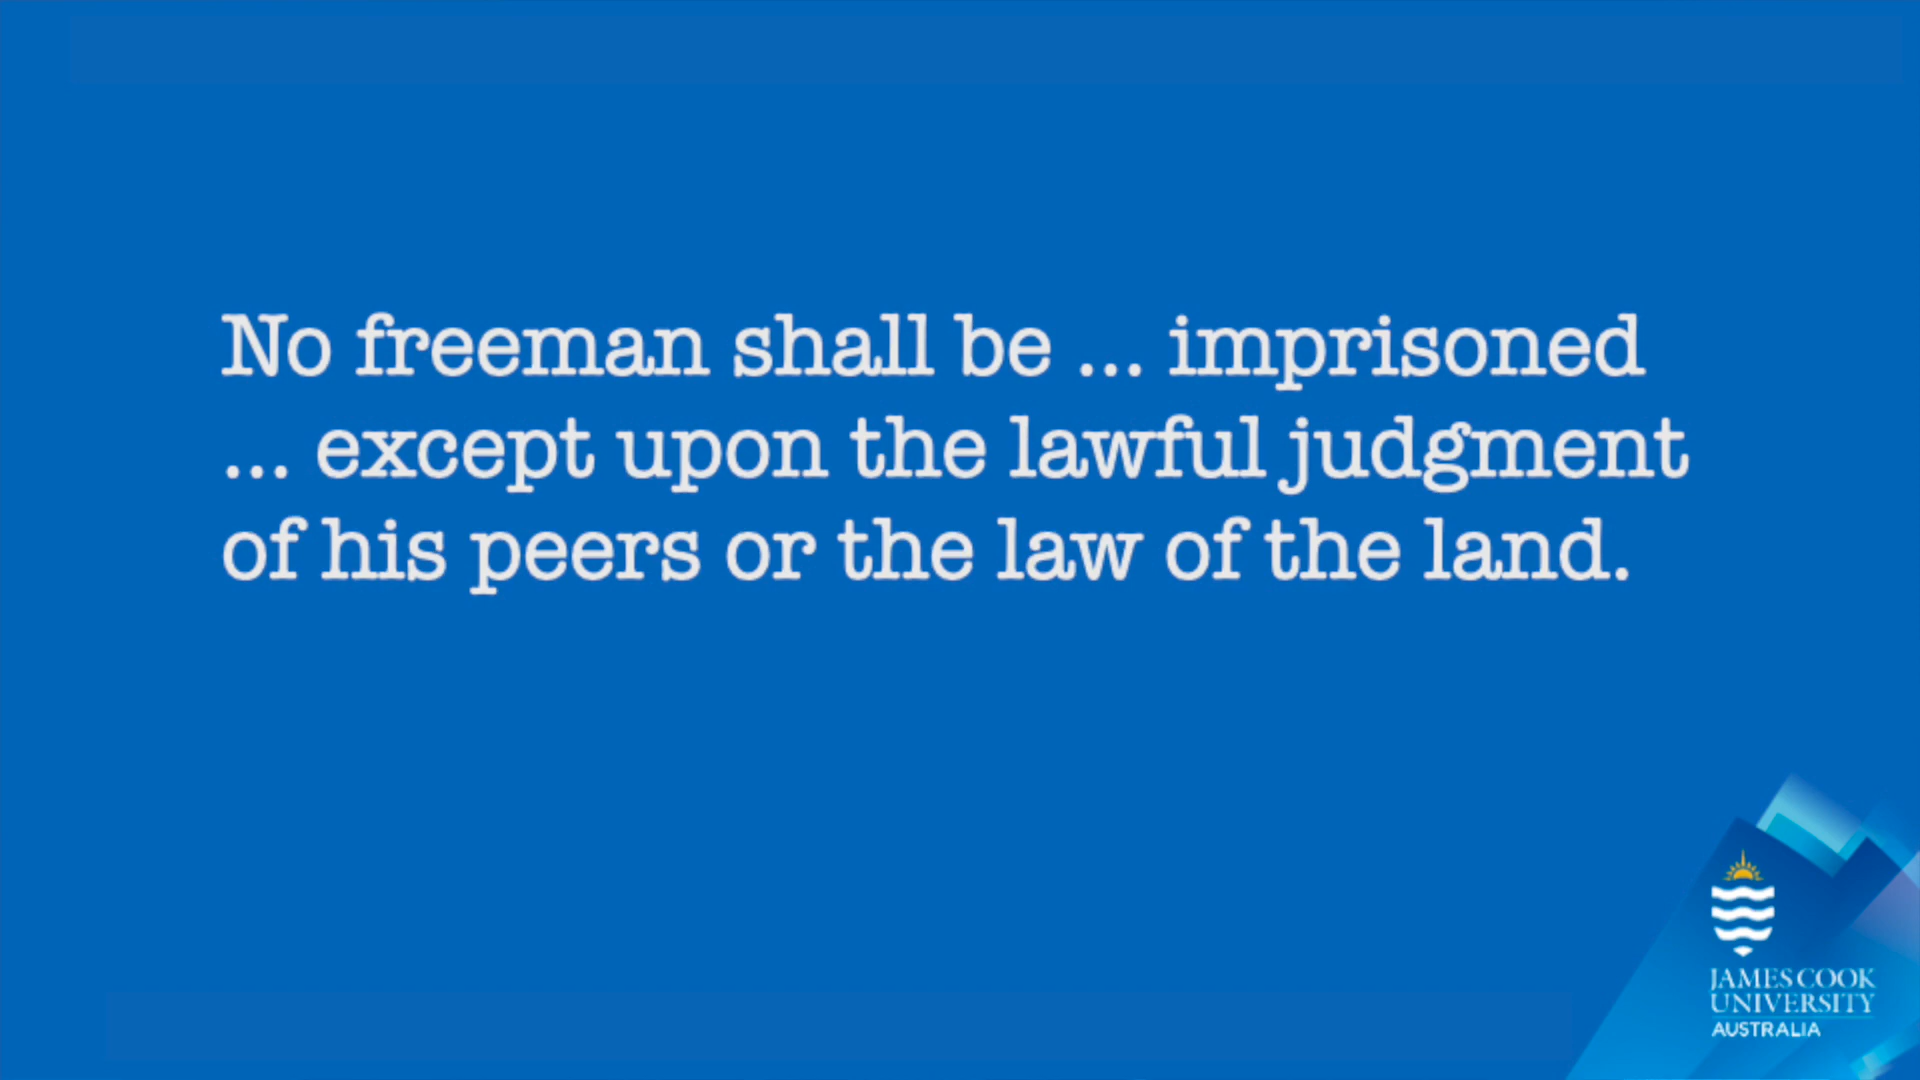 No freeman shall be ... imprisoned
... except upon the lawful judgment
of his peers or the law of the land.
JAMES COOK
UNIVERSITY
AUSTRALIA